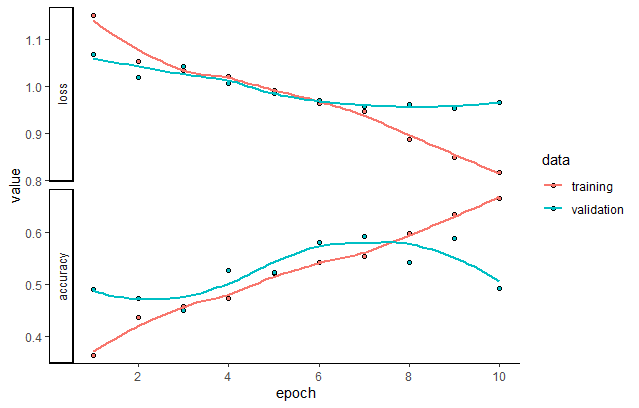 1.1
1.0
0.9
0.8
loss
value
0.6
0.5
0.4
accuracy
2
4
6
8
10
epoch
data
training
validation